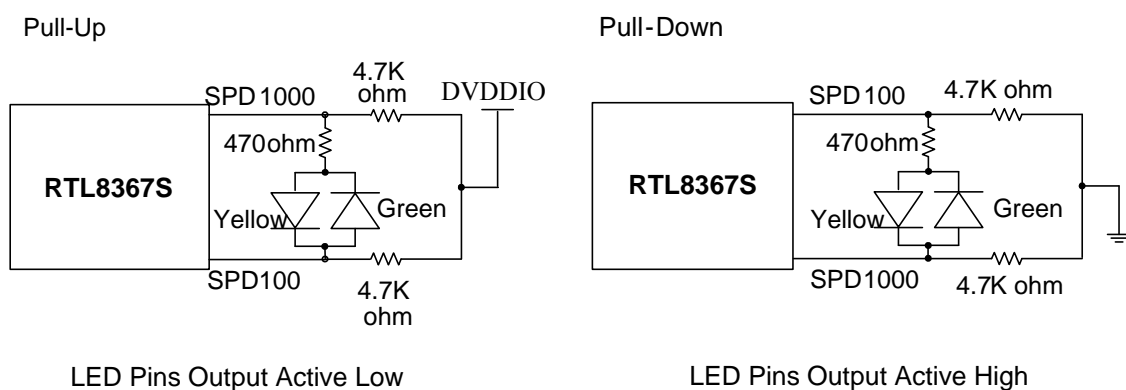 Pull-Up
Pull-Down
4.7K
ohm
DVDDIO
SPD1000
470ohm
RTL8367S
Yellow
Green
SPD100
4.7K
ohm
LED Pins Output Active Low
SPD100
4.7K ohm
470ohm
RTL8367S
Yellow
Green
SPD1000
4.7K ohm
LED Pins Output Active High